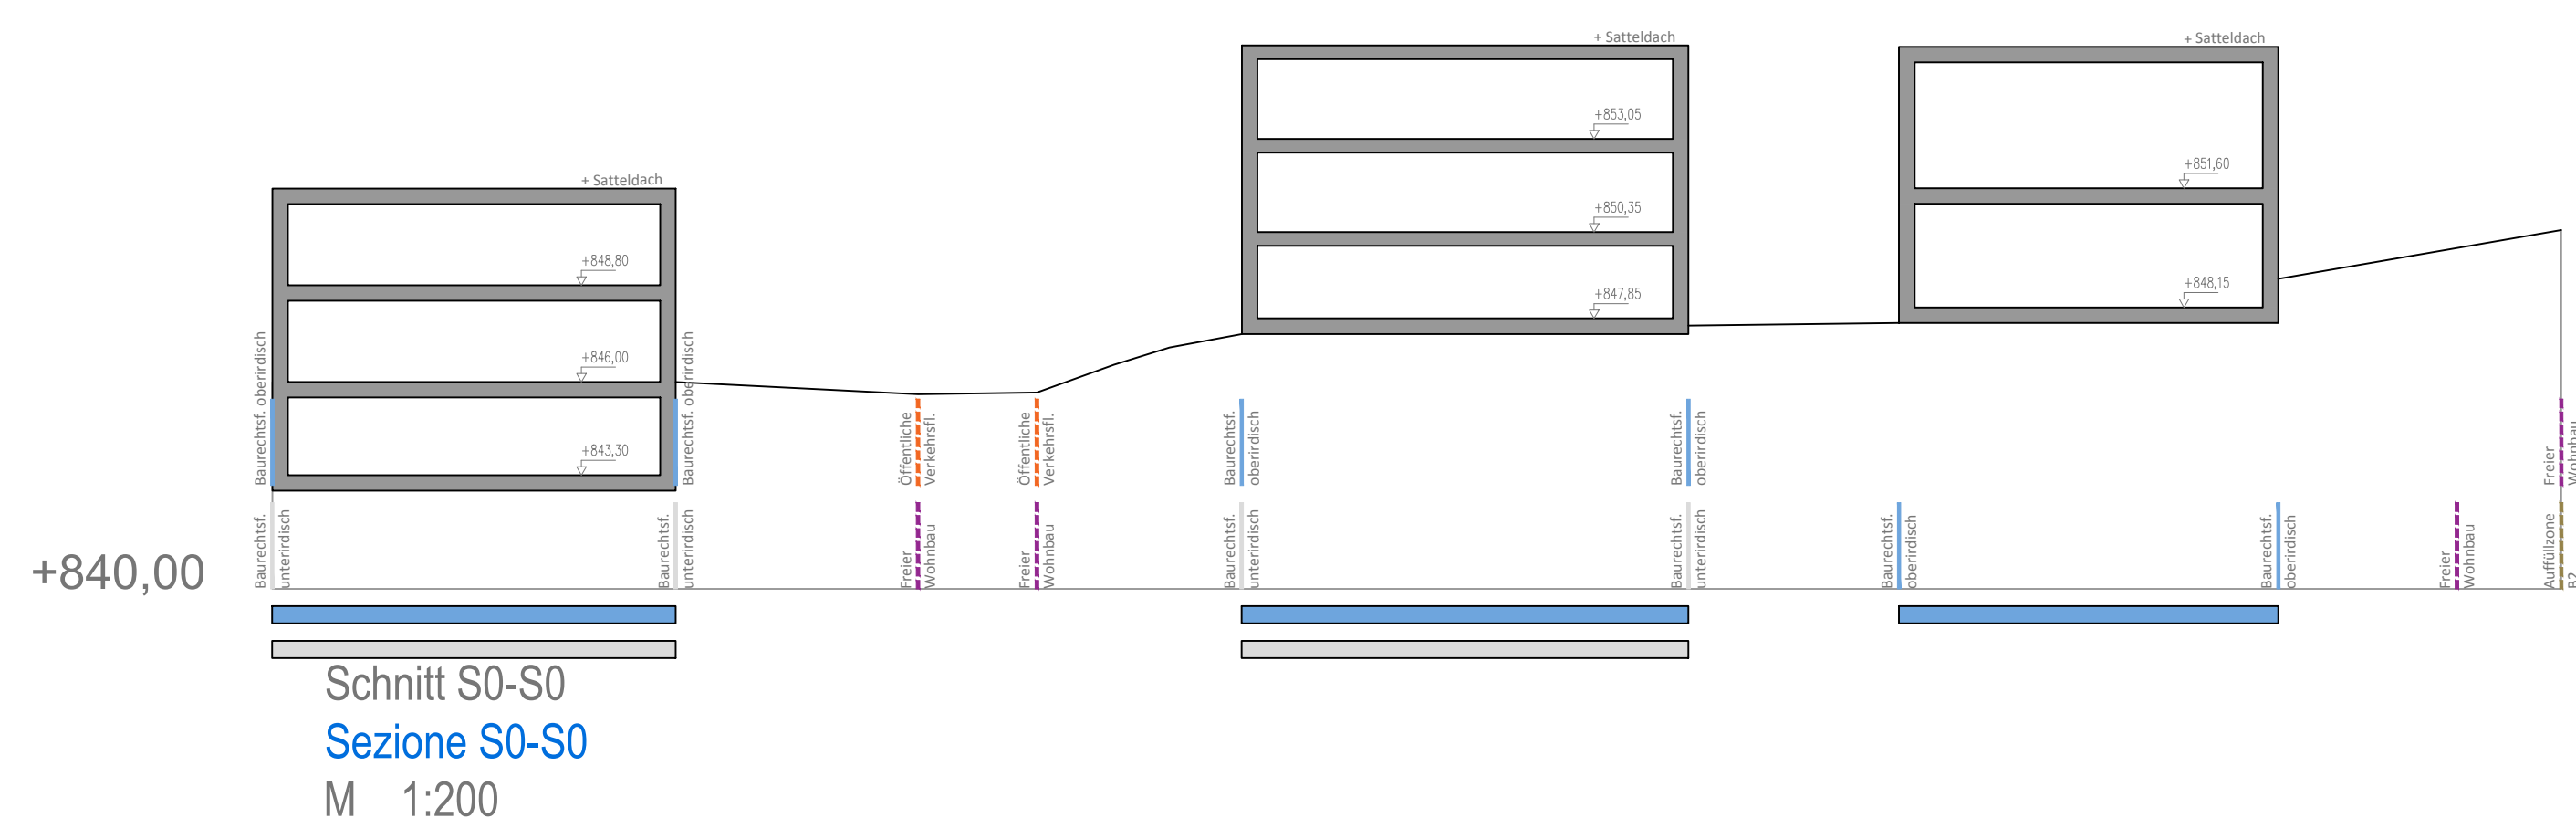 + Satteldach
+ Satteldach
+ Satteldach
+853,05
+851,60
+850,35
+848,80
+848,15
+847,85
+846,00
+843,30
Baurechtsf. oberirdisch
Baurechtsf. oberirdisch
Öffentliche
Verkehrsfl.
Öffentliche
Verkehrsfl.
Baurechtsf.
oberirdisch
Baurechtsf.
oberirdisch
Freier
Wohnbau
+840,00
Baurechtsf.
unterirdisch
Baurechtsf.
unterirdisch
Freier
Wohnbau
Freier
Wohnbau
Baurechtsf.
unterirdisch
Baurechtsf.
unterirdisch
Baurechtsf.
oberirdisch
Baurechtsf.
oberirdisch
Freier
Wohnbau
Auffüllzone
B2
Schnitt S0-S0
Sezione S0-S0
M 1:200